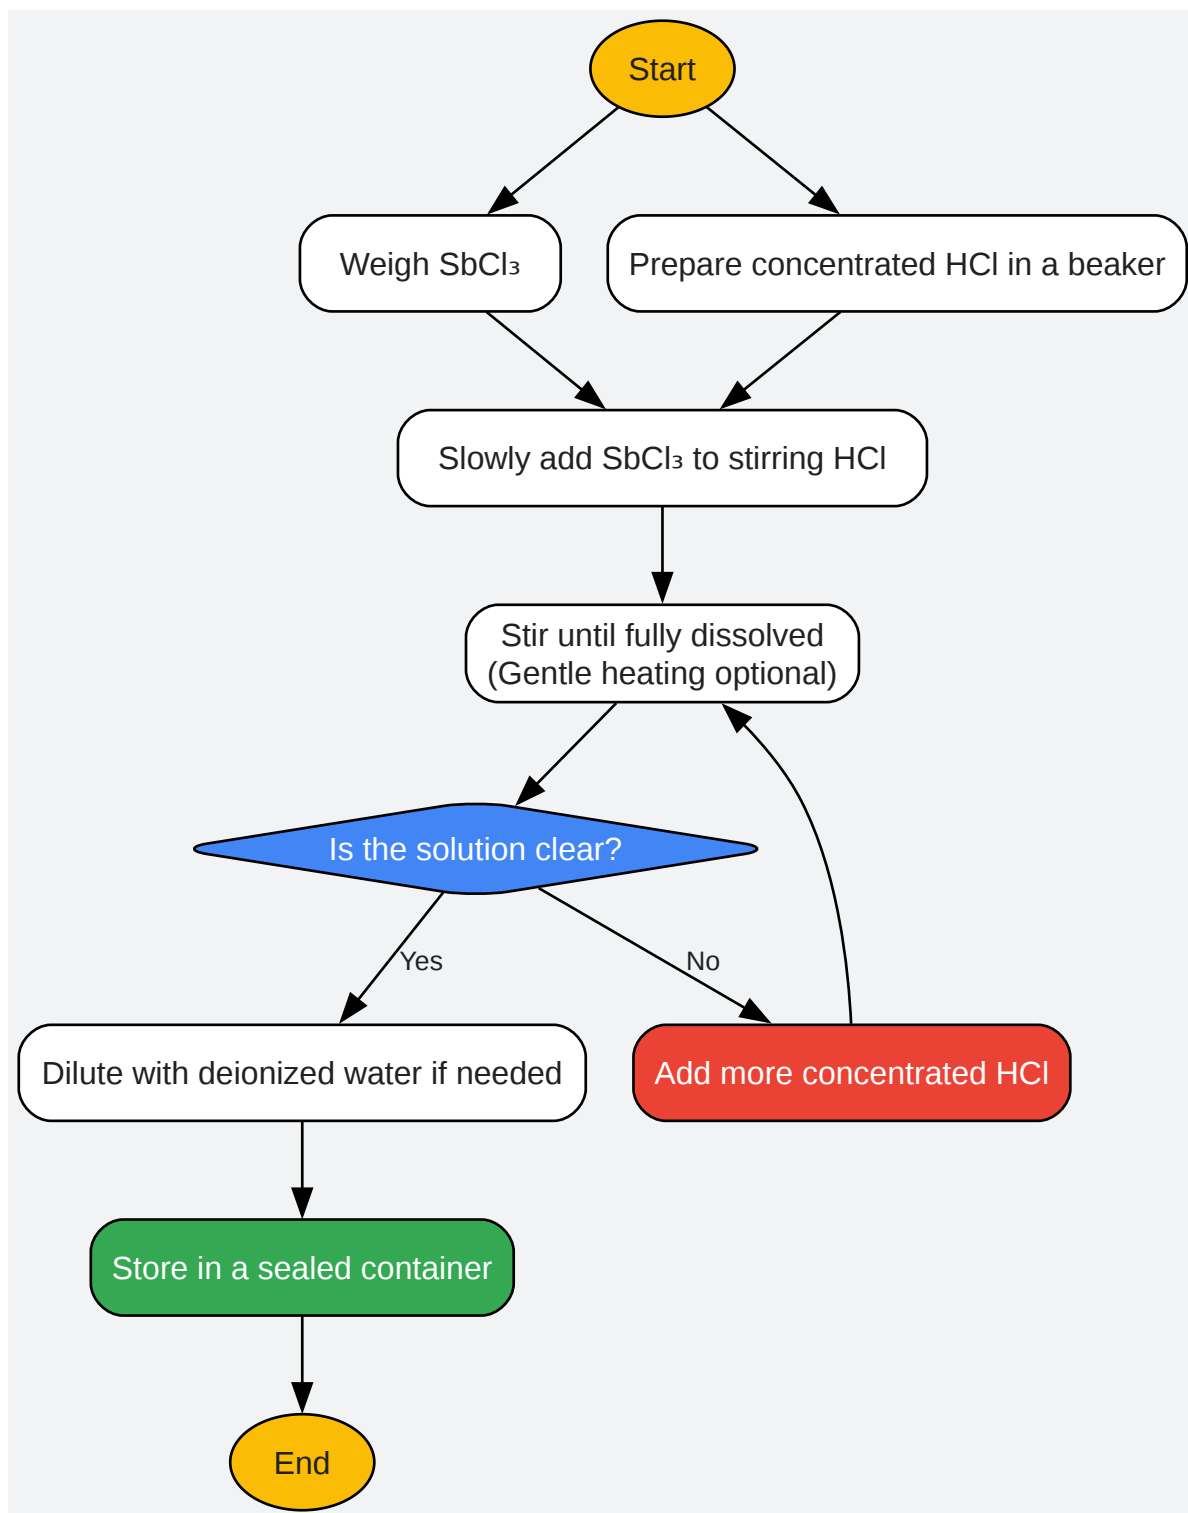 Start
Weigh SbCl₃
Prepare concentrated HCl in a beaker
Slowly add SbCl₃ to stirring HCl
Stir until fully dissolved
(Gentle heating optional)
Is the solution clear?
Yes
No
Dilute with deionized water if needed
Add more concentrated HCl
Store in a sealed container
End